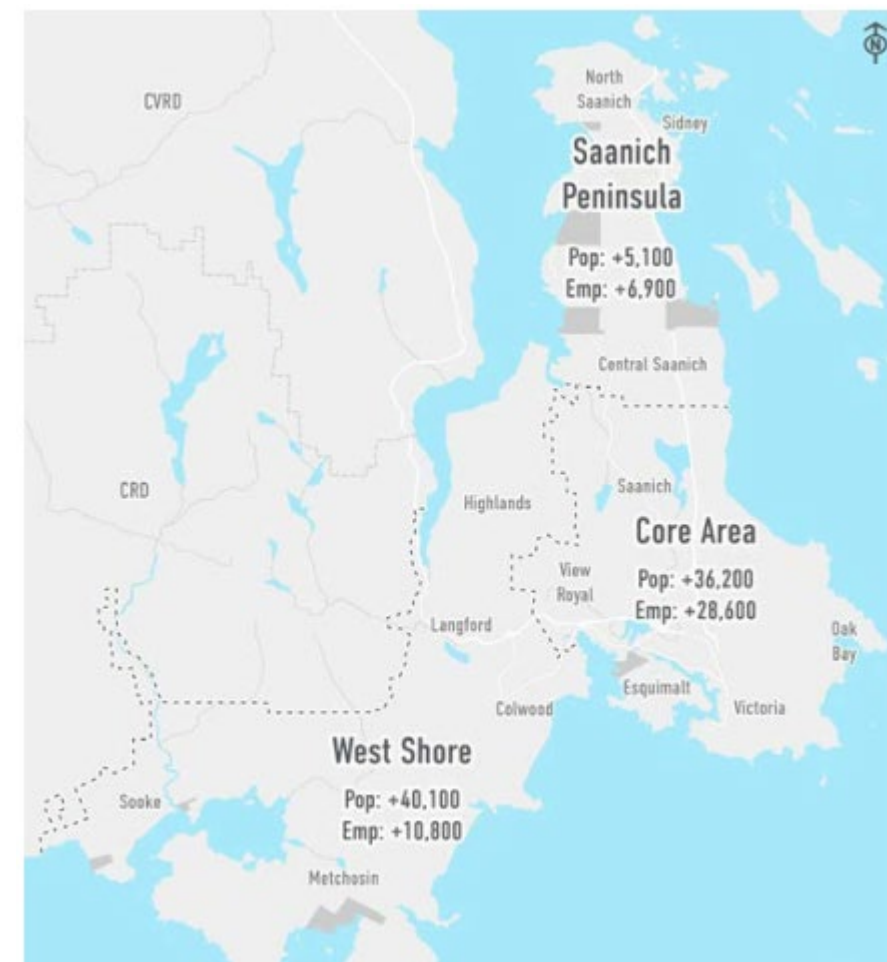 N
CVRD
North
Saanich
Sidney
Saanich
Peninsula
Pop: +5,100
Emp: +6,900
Central Saanich
CRD
Highlands
Saanich
Core Area
Pop: +36,200
Emp: +28,600
View
Royal
Langford
Oak
Bay
Esquimalt
Colwood
Victoria
West Shore
Pop: +40,100
Emp: +10,800
Sooke
Metchosin